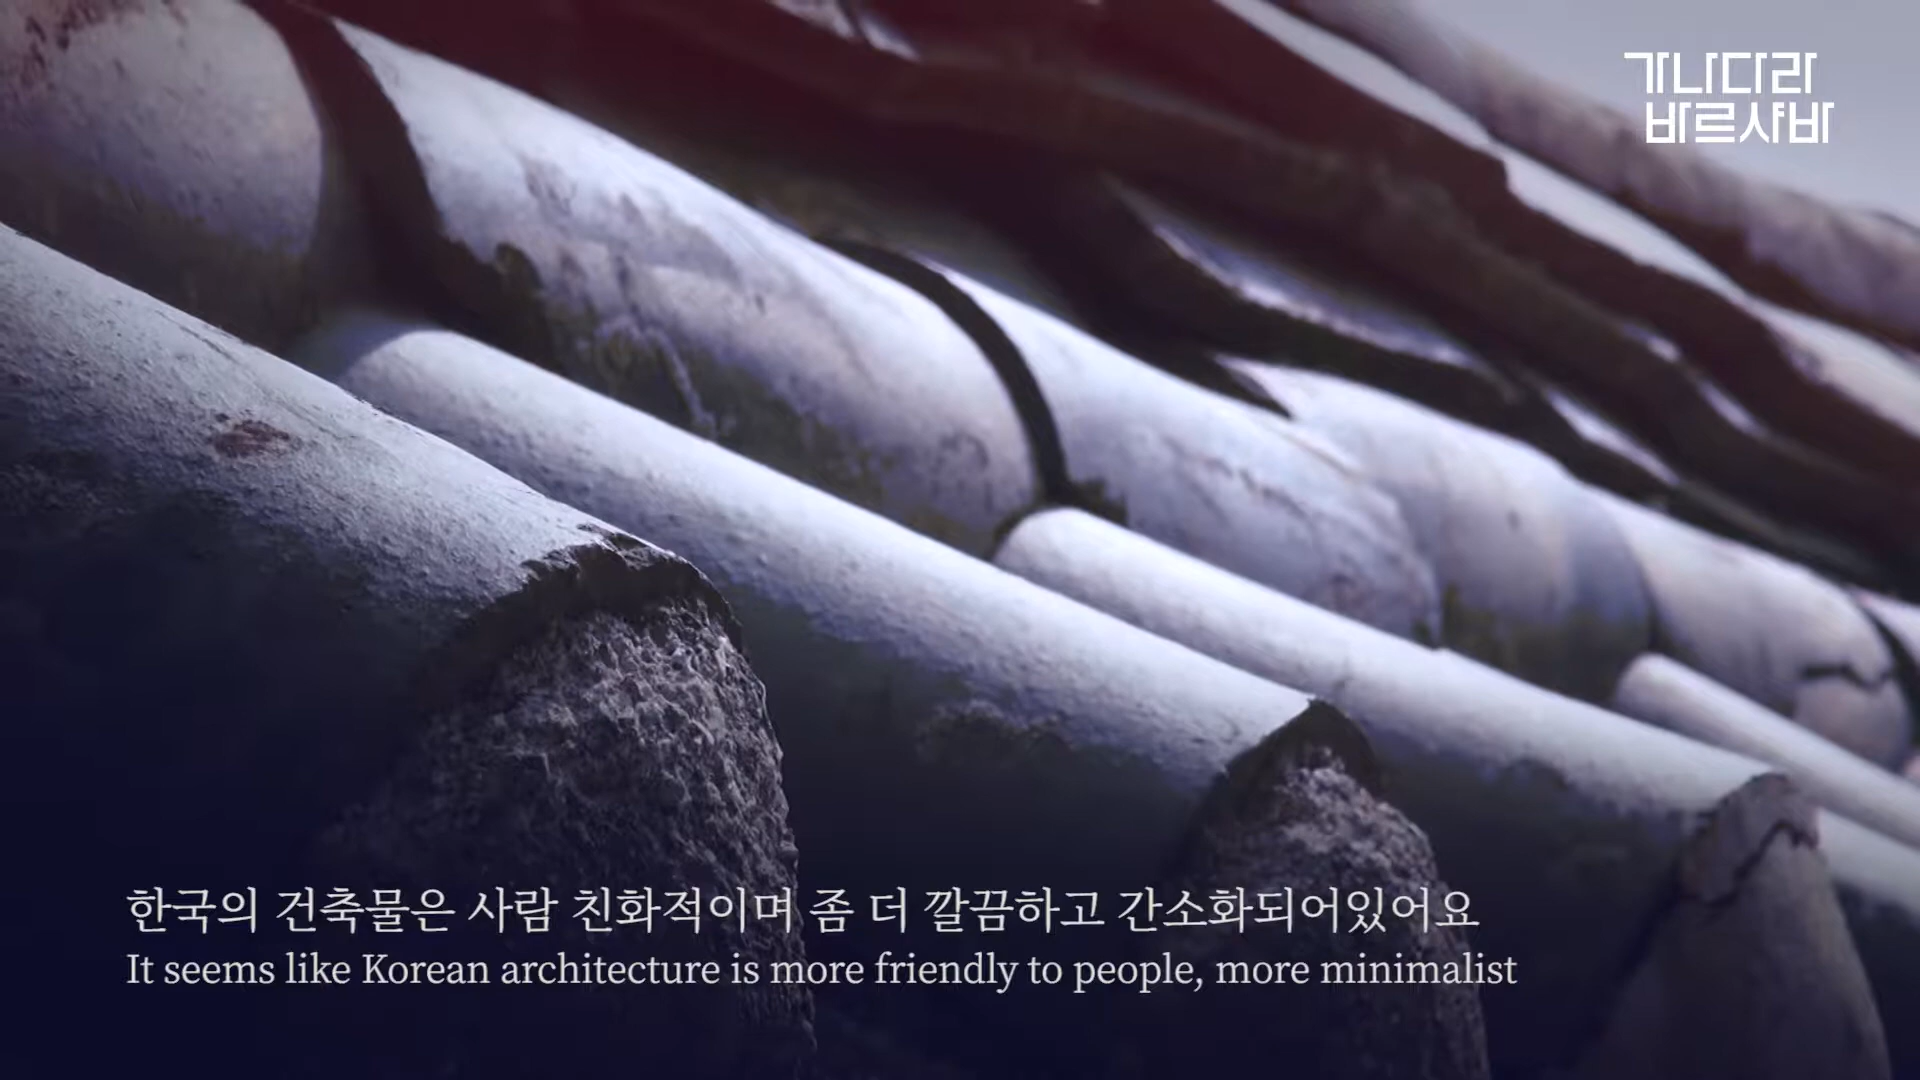 가나다라
바르샤바
한국의 건축물은 사람 친화적이며 좀 더 깔끔하고 간소화되어있어요
It seems like Korean architecture is more friendly to people, more minimalist